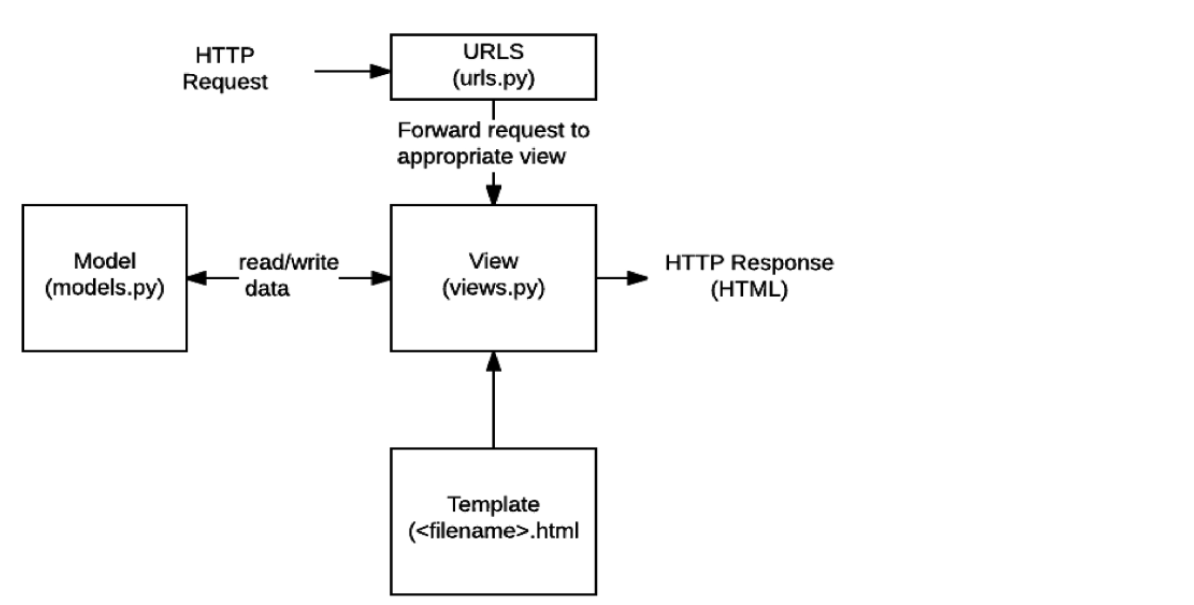 HTTP
Request
URLS
(urls.py)
Forward request to
appropriate view
Model
(models.py)
read/write
data
View
(views.py)
HTTP Response
(HTML)
Template
(<filename>.html